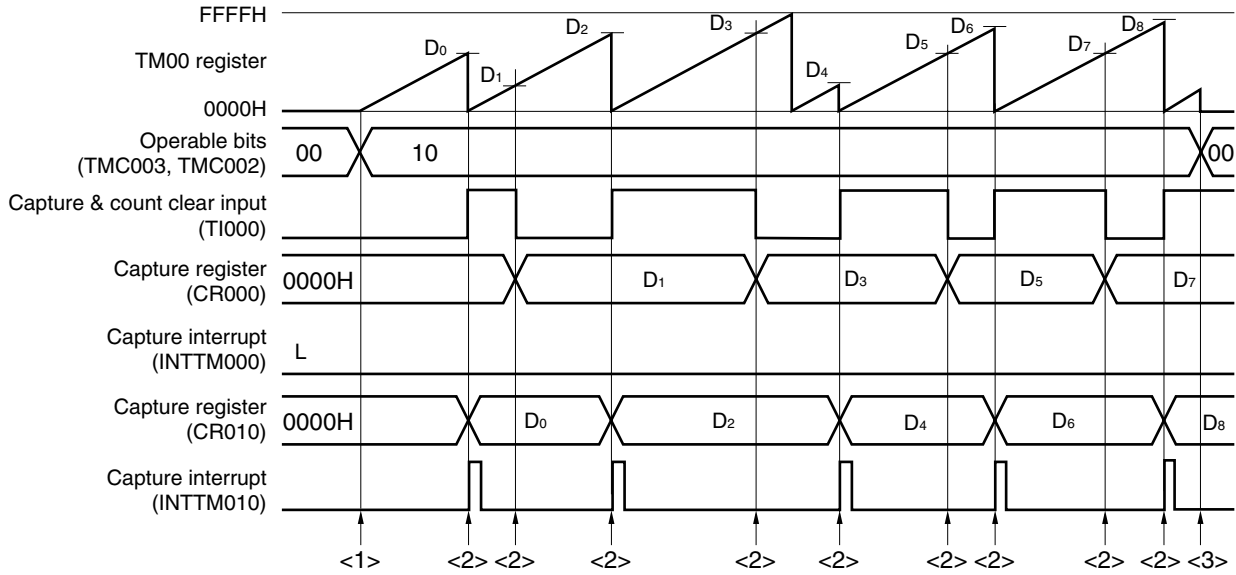 FFFFH
TM00 register
0000H
D0 D1 D2 D3 D4 D5 D6 D7 D8
Operable bits
(TMC003, TMC002)
00 10 00
Capture & count clear input
(TI000)
Capture register
(CR000)
0000H D1 D3 D5 D7
Capture interrupt
(INTTM000)
L
Capture register
(CR010)
0000H D0 D2 D4 D6 D8
Capture interrupt
(INTTM010)
<1> <2> <2> <2> <2> <2> <2> <2> <2> <2> <3>